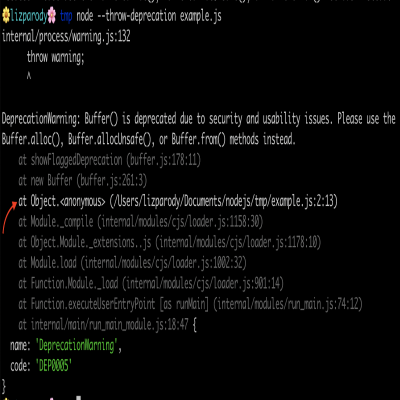 lizparody tmp node --throw-deprecation example.js
internal/process/warning.js:132
throw warning;
^
DeprecationWarning: Buffer() is deprecated due to security and usability issues. Please use the
Buffer.alloc(), Buffer.allocUnsafe(), or Buffer.from() methods instead.
at showFlaggedDeprecation (buffer.js:178:11)
at new Buffer (buffer.js:261:3)
at Object.<anonymous> (/Users/lizparody/Documents/nodejs/tmp/example.js:2:13)
at Module._compile (internal/modules/cjs/loader.js:1158:30)
at Object.Module._extensions..js (internal/modules/cjs/loader.js:1178:10)
at Module.load (internal/modules/cjs/loader.js:1002:32)
at Function.Module._load (internal/modules/cjs/loader.js:901:14)
at Function.executeUserEntryPoint [as runMain] (internal/modules/run_main.js:74:12)
at internal/main/run_main_module.js:18:47 {
name: 'DeprecationWarning',
code: 'DEP0005'
}